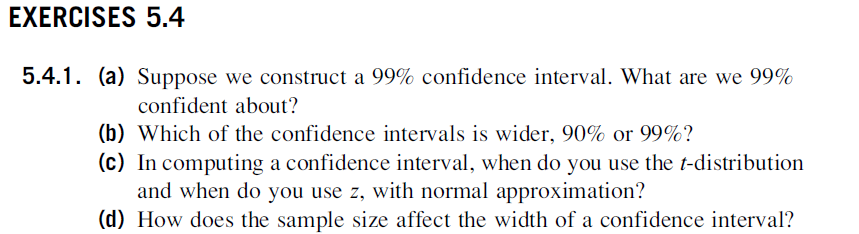 EXERCISES 5.4
5.4.1. (a) Suppose we construct a 99% confidence interval. What are we 99%
confident about?
(b) Which of the confidence intervals is wider, 90% or 99%?
(c) In computing a confidence interval, when do you use the t-distribution
and when do you use z, with normal approximation?
(d) How does the sample size affect the width of a confidence interval?